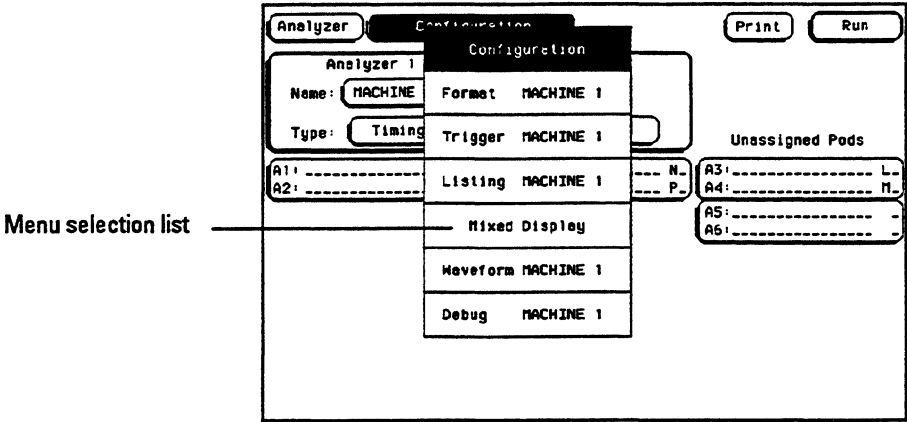 Analyzer Configuration Print Run
Configuration
Analyzer 1
Name: MACHINE
Format MACHINE 1
Type: Timing
Trigger MACHINE 1
Unassigned Pods
A1: N
A2: P
A3: L
A4: M
Listing MACHINE 1
A5:
A6:
Menu selection list
Mixed Display
Waveform MACHINE 1
Debug MACHINE 1